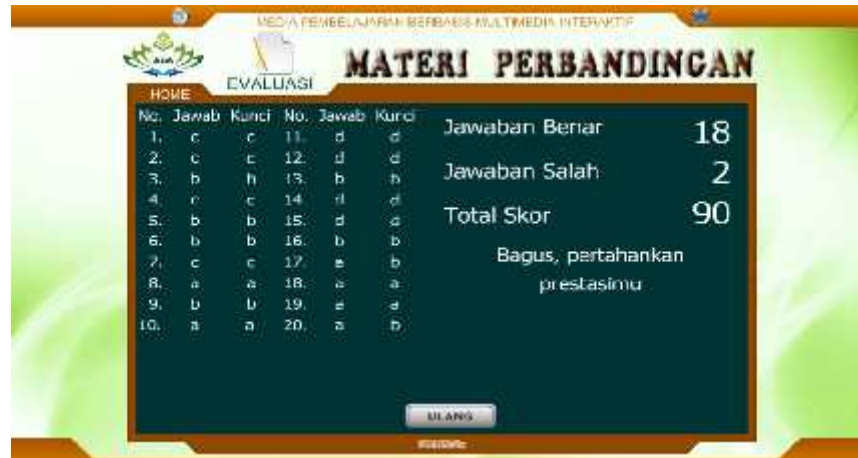 MEDIA PEMBELAJARAN BERBASIS MULTIMEDIA INTERAKTIF
MATERI PERBANDINGAN
EVALUASI
HOME
No. Jawab Kunci No. Jawab Kunci
1. c c 11. d d
2. c c 12. d d
3. b b 13. b b
4. c c 14. d d
5. b b 15. d d
6. b b 16. b b
7. c c 17. a b
8. a a 18. a a
9. b b 19. a a
10. a a 20. a b
Jawaban Benar 18
Jawaban Salah 2
Total Skor 90
Bagus, pertahankan
prestasimu
ULANG